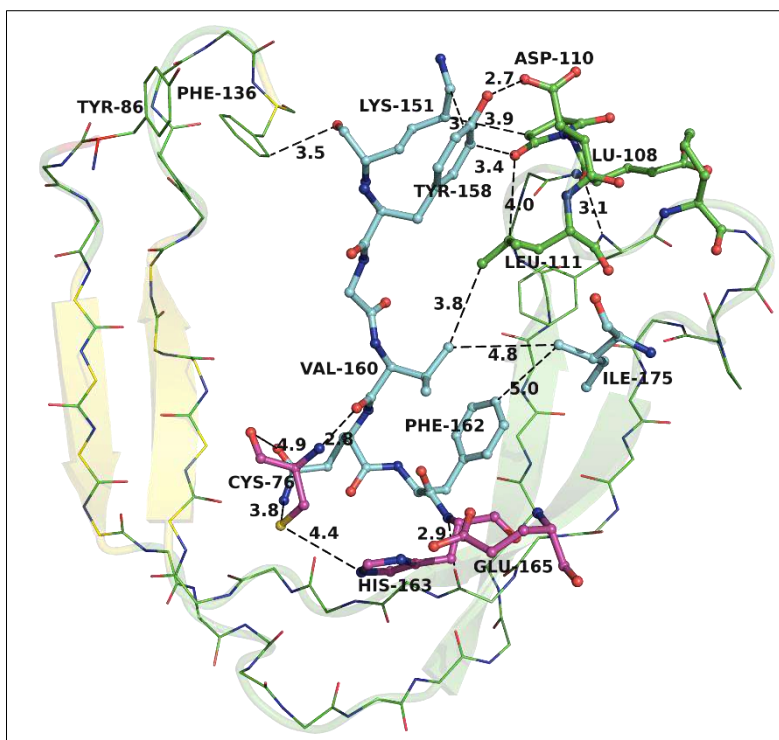 ASP-110
2.7
TYR-86
PHE-136
LYS-151
3.9
3.5
3.4
LU-108
TYR-158
4.0
3.1
LEU-111
3.8
VAL-160
4.8
ILE-175
5.0
PHE-162
4.9
2.8
CYS-76
3.8
4.4
2.9
HIS-163
GLU-165